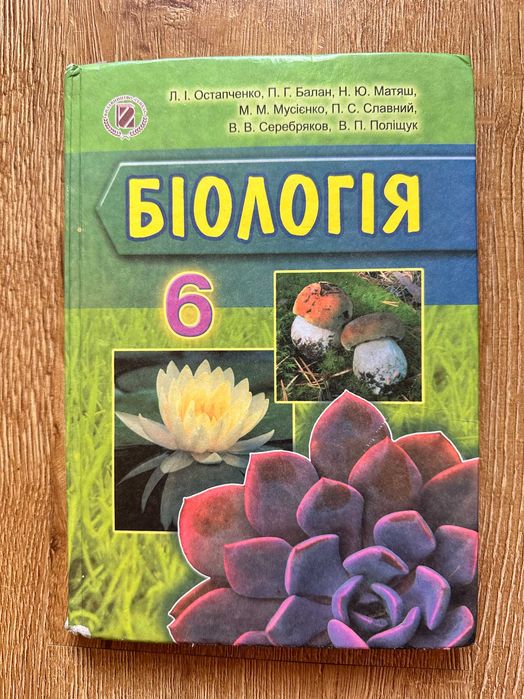 Л. І. Остапченко, П. Г. Балан, Н. Ю. Матяш,
М. М. Мусієнко, П. С. Славний,
В. В. Серебряков, В. П. Поліщук
БІОЛОГІЯ
6